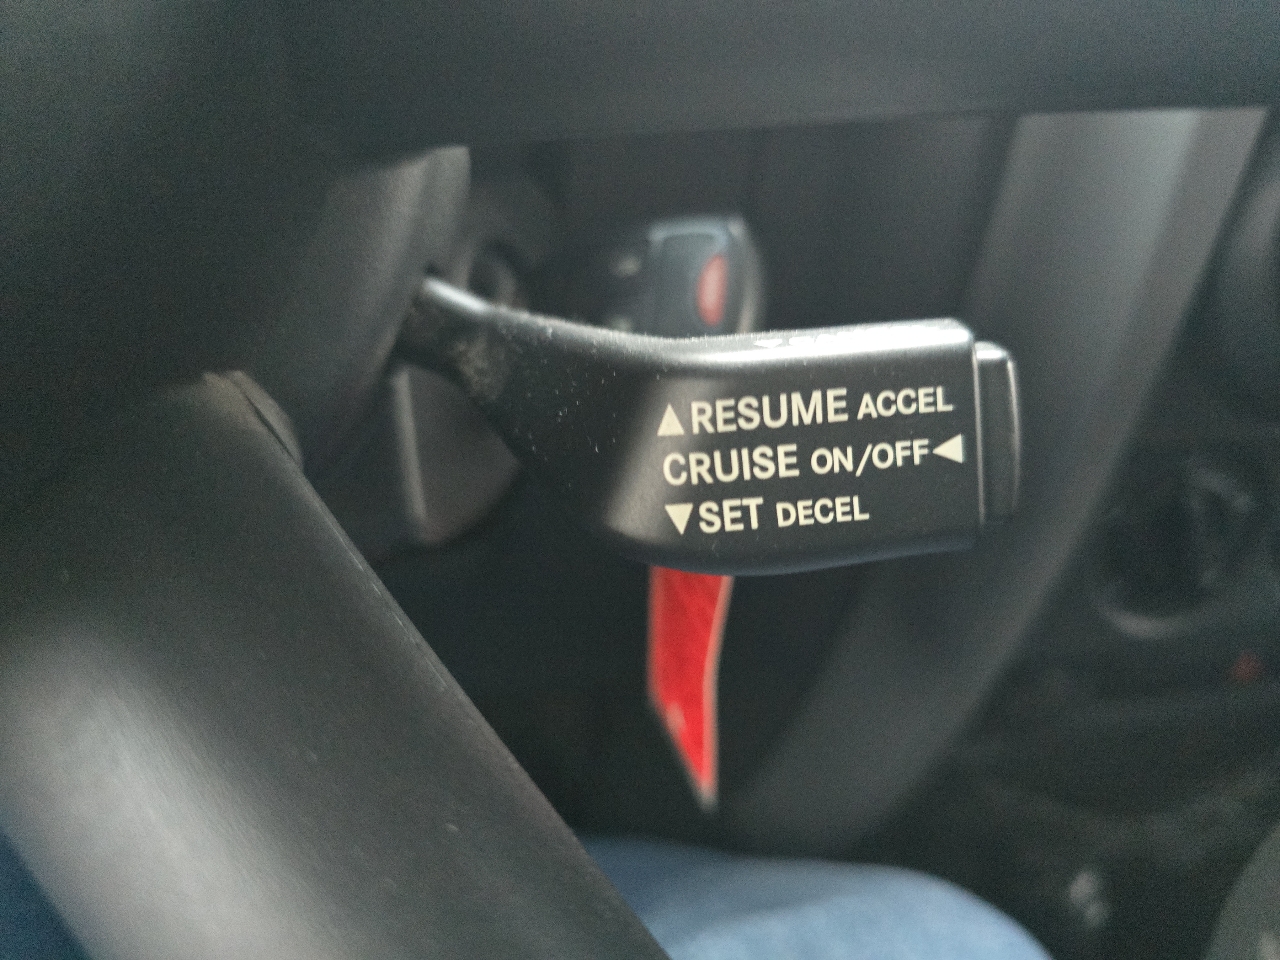 ▲RESUME ACCEL
CRUISE ON/OFF◀
▼SET DECEL